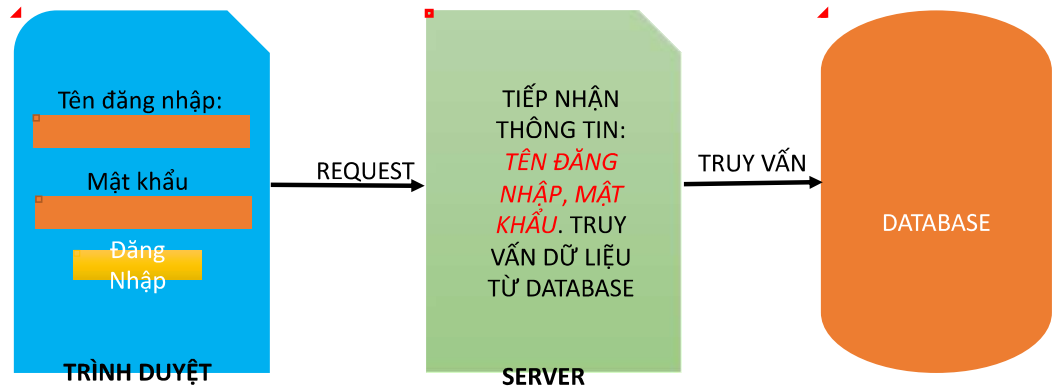 Tên đăng nhập:
Mật khẩu
Đăng
Nhập
TRÌNH DUYỆT
REQUEST
TIẾP NHẬN
THÔNG TIN:
TÊN ĐĂNG
NHẬP, MẬT
KHẨU. TRUY
VẤN DỮ LIỆU
TỪ DATABASE
SERVER
TRUY VẤN
DATABASE